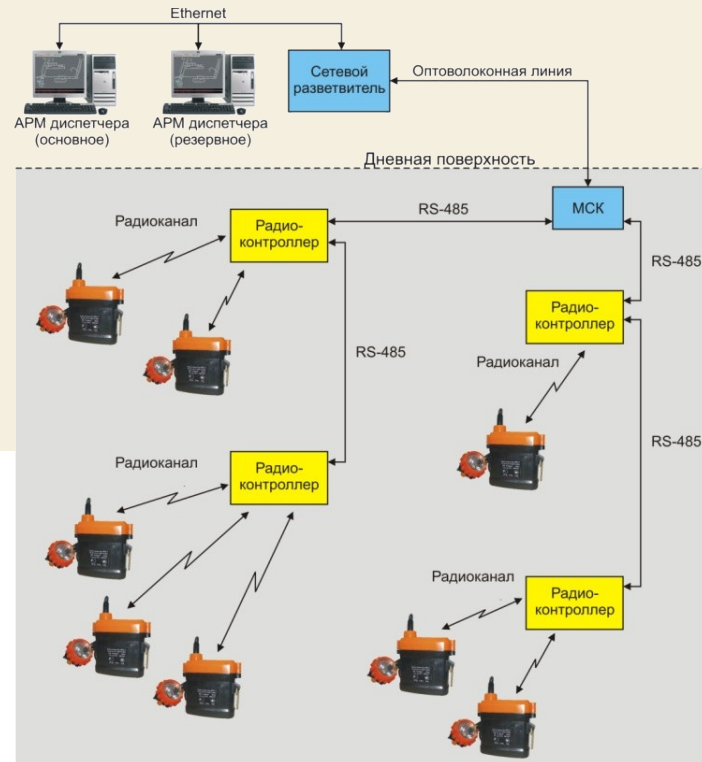 Ethernet
Сетевой
разветвитель
Оптоволоконная линия
АРМ диспетчера
(основное)
АРМ диспетчера
(резервное)
Дневная поверхность
Радиоканал
Радио-
контроллер
RS-485
МСК
RS-485
Радио-
контроллер
RS-485
Радиоканал
RS-485
Радиоканал
Радио-
контроллер
Радиоканал
Радио-
контроллер